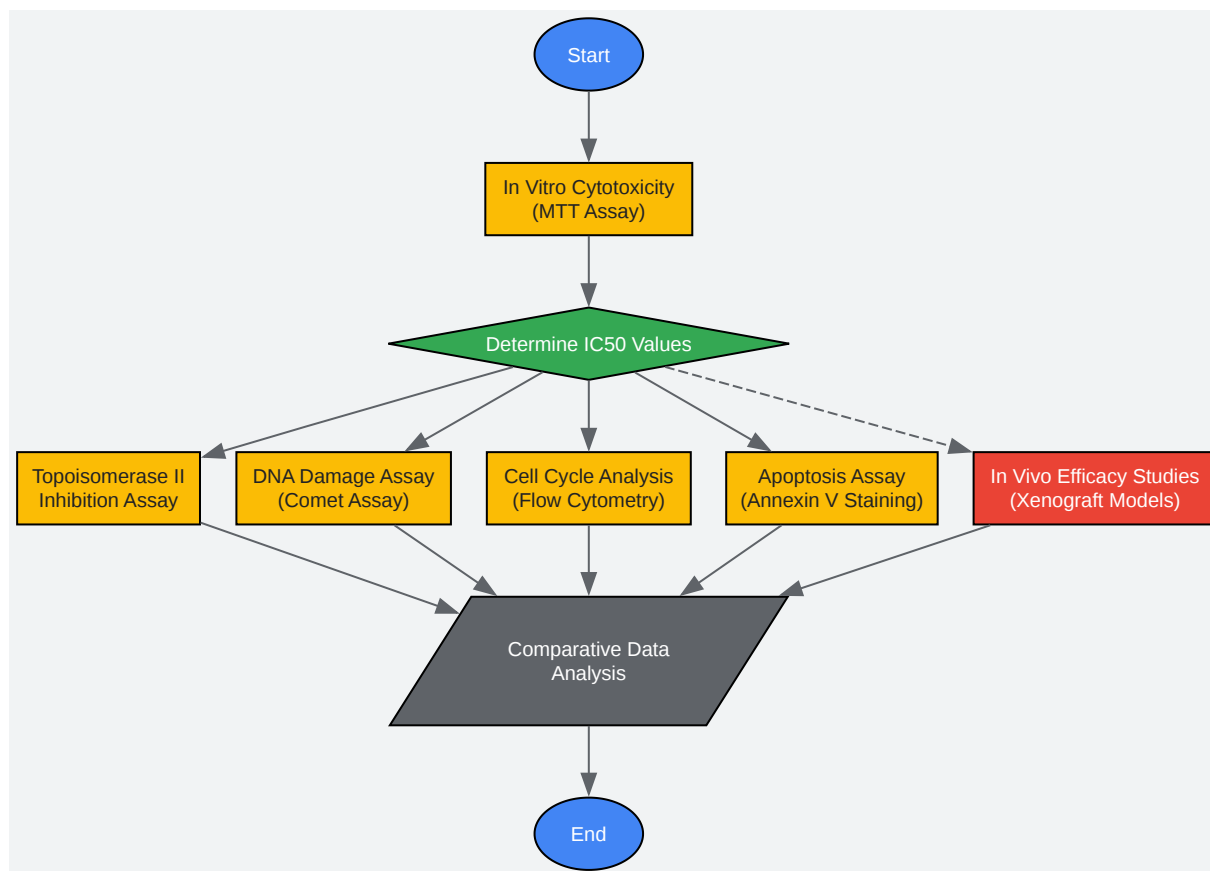 Start
In Vitro Cytotoxicity
(MTT Assay)
Determine IC50 Values
Topoisomerase II
Inhibition Assay
DNA Damage Assay
(Comet Assay)
Cell Cycle Analysis
(Flow Cytometry)
Apoptosis Assay
(Annexin V Staining)
In Vivo Efficacy Studies
(Xenograft Models)
Comparative Data
Analysis
End